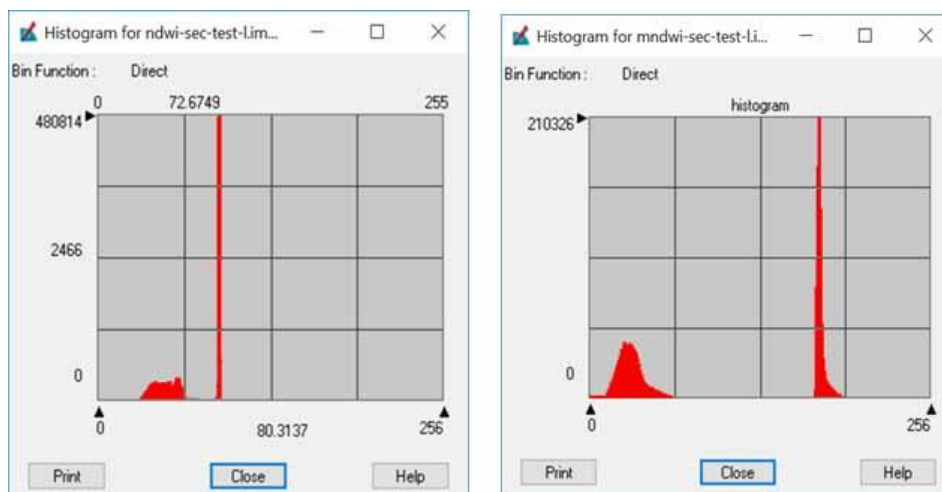 Histogram for ndwi-sec-test-l.im...
Bin Function : Direct
0 72.6749 255
480814
2466
0
0 80.3137 256
Print Close Help
Histogram for mndwi-sec-test-l.i...
Bin Function : Direct
histogram
210326
0
0 256
Print Close Help